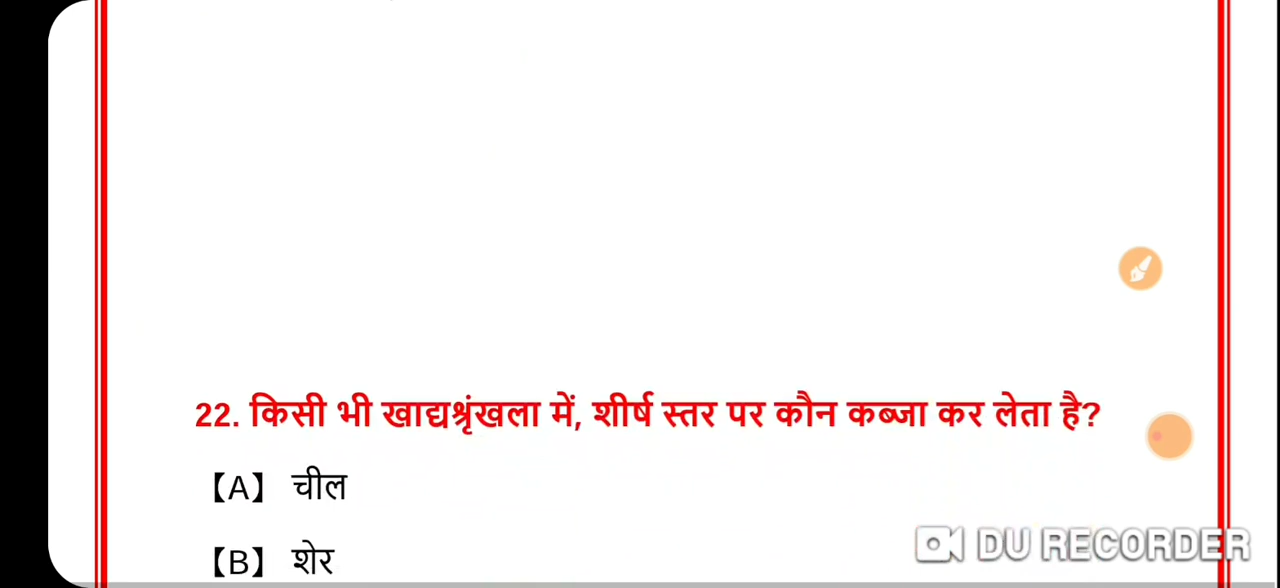 22. किसी भी खाद्यश्रृंखला में, शीर्ष स्तर पर कौन कब्जा कर लेता है?
【A】 चील
【B】 शेर
DU RECORDER